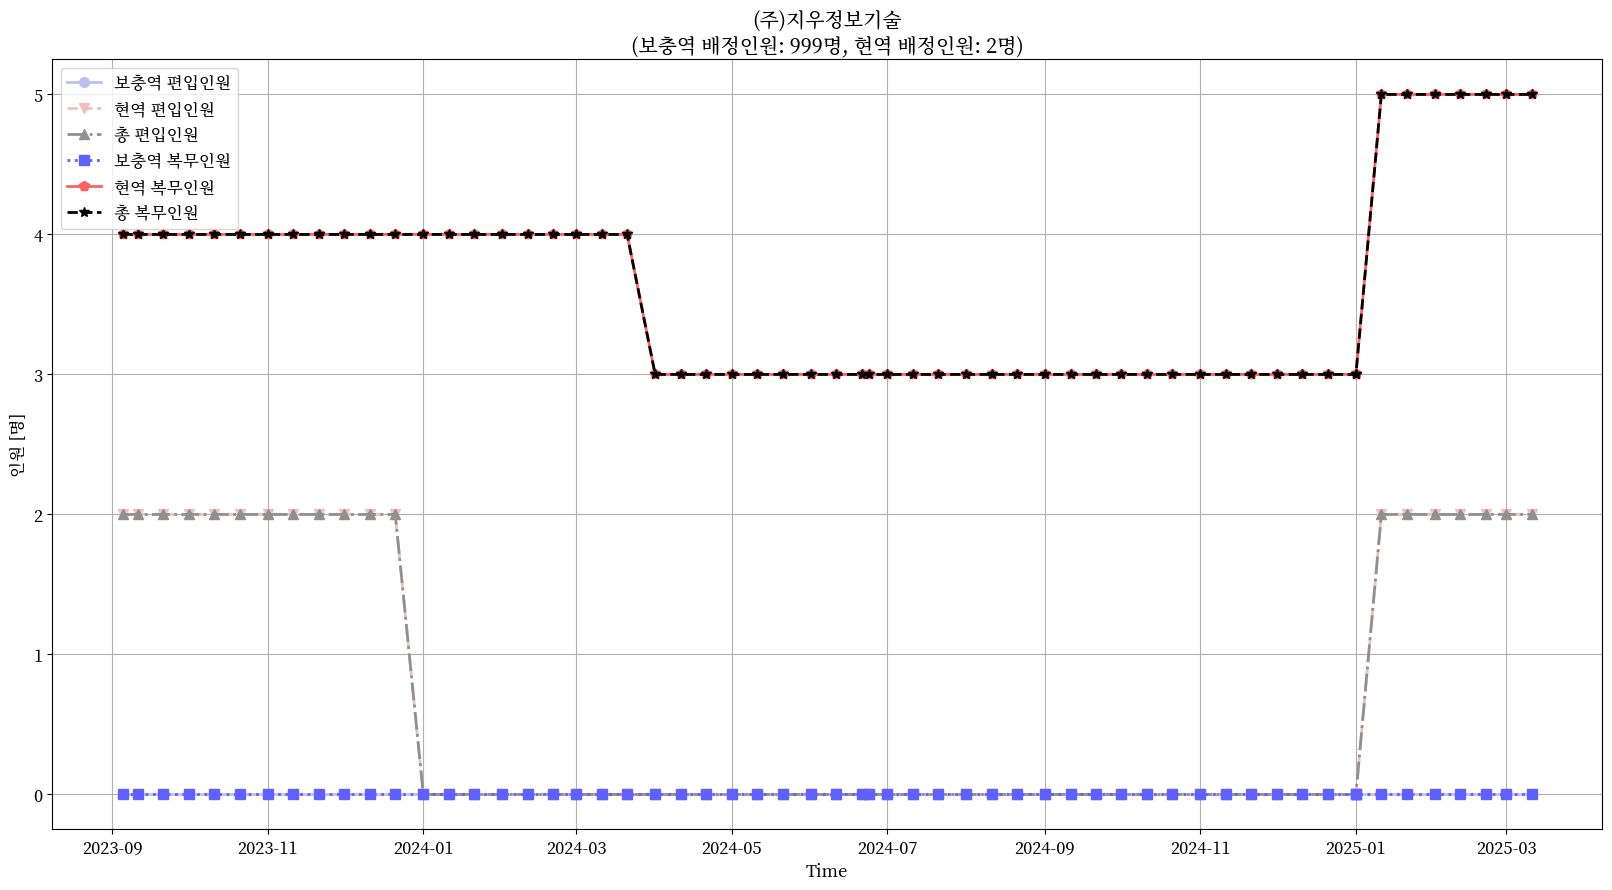 (주)지우정보기술
(보충역 배정인원: 999명, 현역 배정인원: 2명)
보충역 편입인원
현역 편입인원
총 편입인원
보충역 복무인원
현역 복무인원
총 복무인원
5
4
3
2
1
0
인원 [명]
2023-09 2023-11 2024-01 2024-03 2024-05 2024-07 2024-09 2024-11 2025-01 2025-03
Time